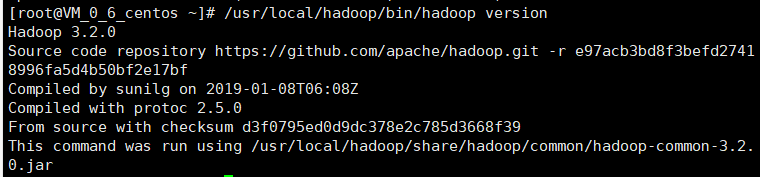 [root@VM_0_6_centos ~]# /usr/local/hadoop/bin/hadoop version
Hadoop 3.2.0
Source code repository https://github.com/apache/hadoop.git -r e97acb3bd8f3befd2741
8996fa5d4b50bf2e17bf
Compiled by sunilg on 2019-01-08T06:08Z
Compiled with protoc 2.5.0
From source with checksum d3f0795ed0d9dc378e2c785d3668f39
This command was run using /usr/local/hadoop/share/hadoop/common/hadoop-common-3.2.
0.jar